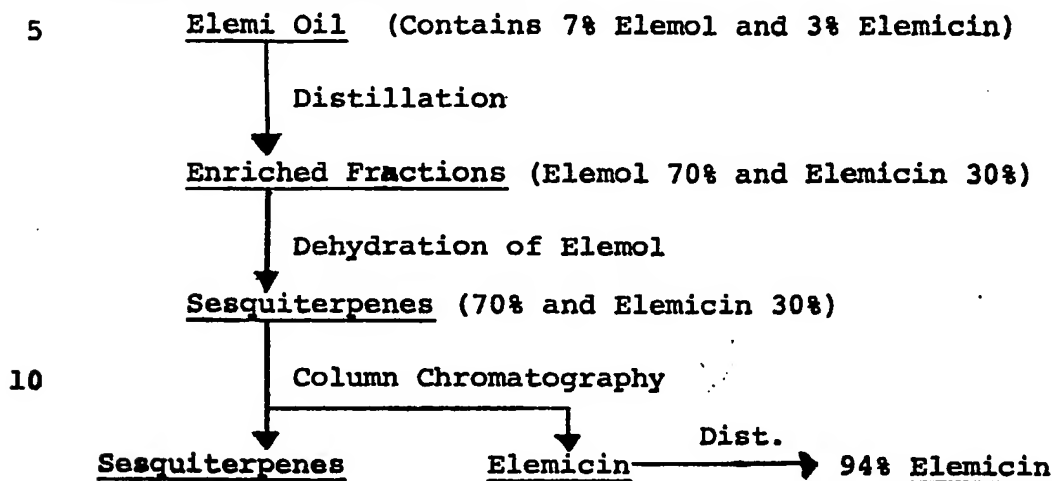 5 Elemi Oil (Contains 7% Elemol and 3% Elemicin)
Distillation
Enriched Fractions (Elemol 70% and Elemicin 30%)
Dehydration of Elemol
Sesquiterpenes (70% and Elemicin 30%)
10 Column Chromatography
Dist.
Sesquiterpenes Elemicin 94% Elemicin